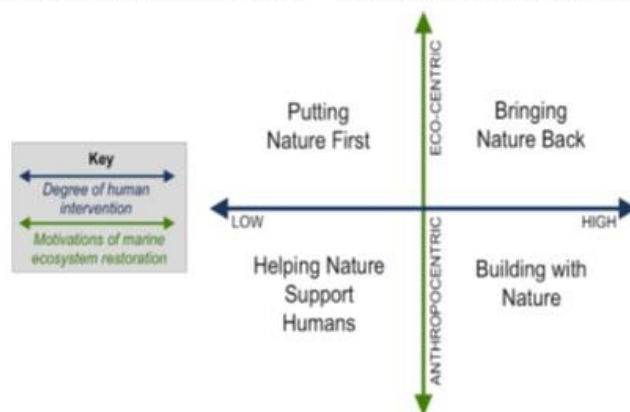 Putting
Nature First
ECO-CENTRIC
Bringing
Nature Back
Key
Degree of human
intervention
Motivations of marine
ecosystem restoration
LOW
HIGH
Helping Nature
Support
Humans
ANTHROPOCENTRIC
Building with
Nature